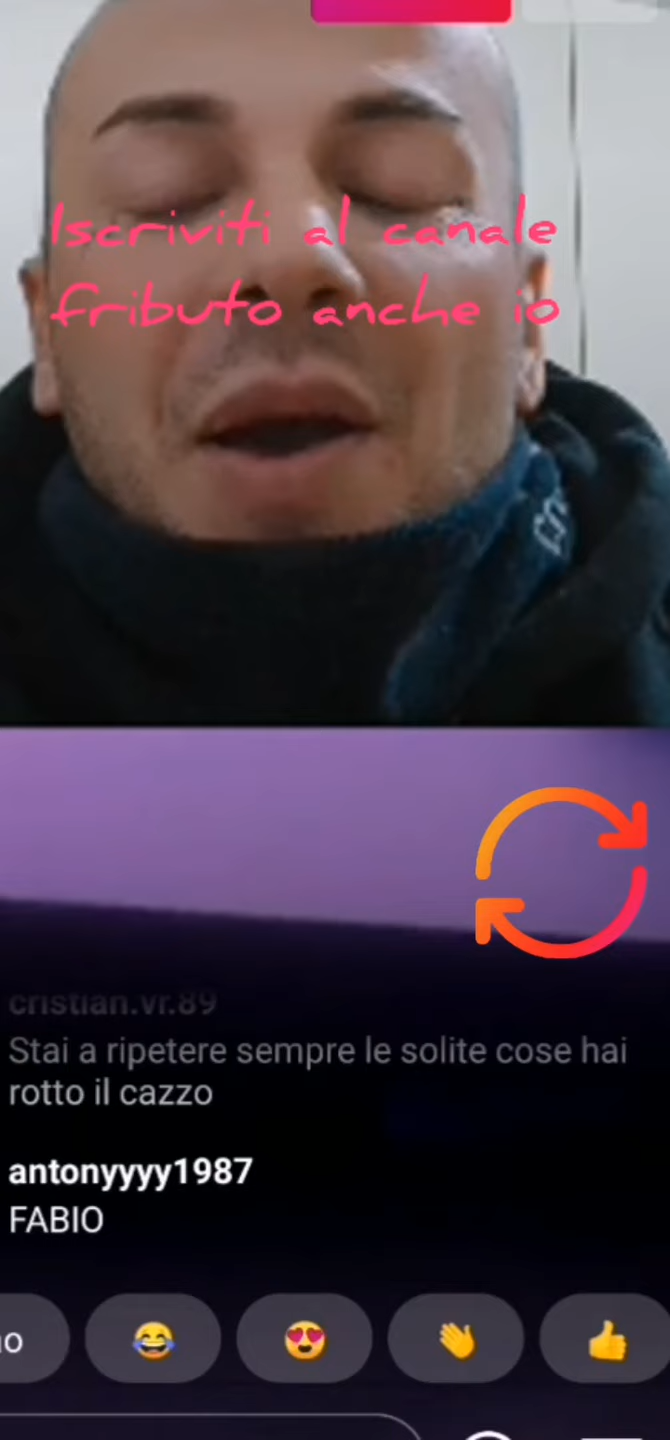 Iscriviti al canale
fributo anche io
cristian.vr.89
Stai a ripetere sempre le solite cose hai
rotto il cazzo
antonyyyy1987
FABIO